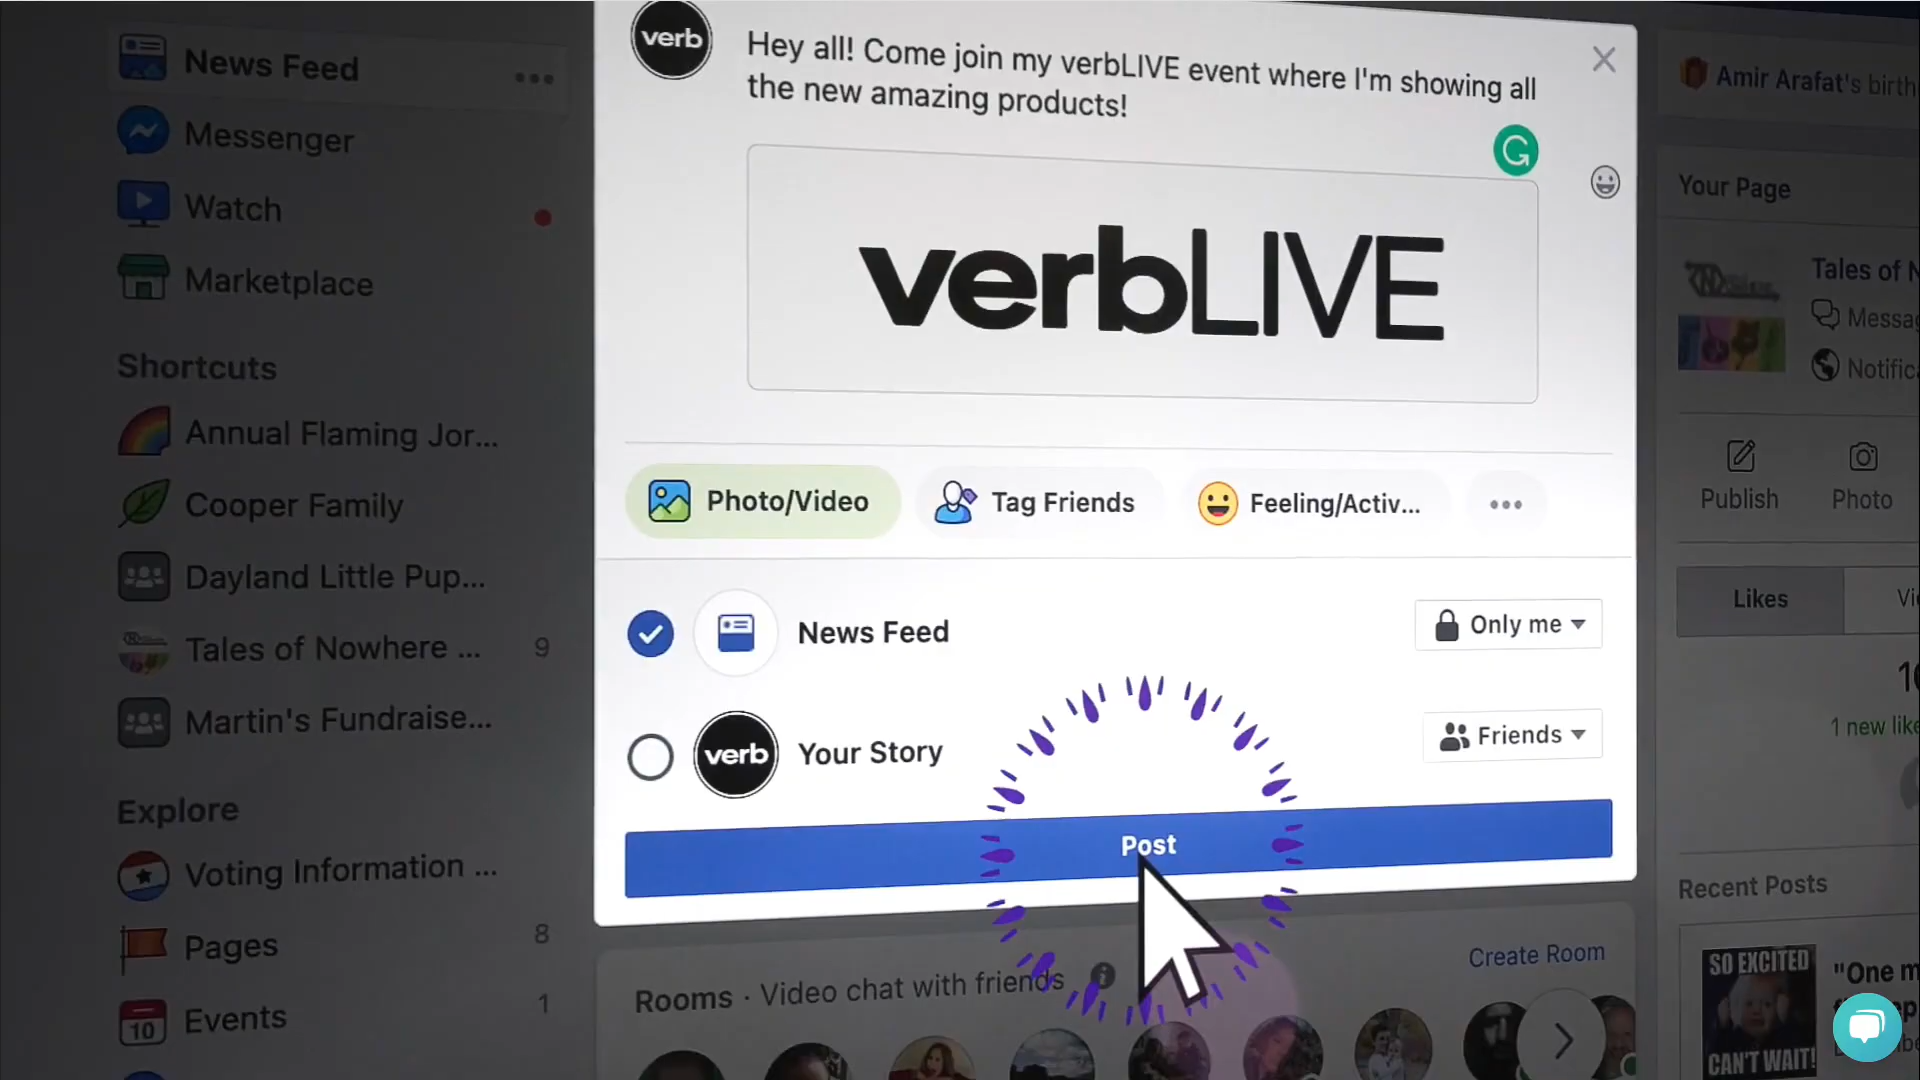 News Feed
Messenger
Watch
Marketplace
Shortcuts
Annual Flaming Jor...
Cooper Family
Dayland Little Pup...
Tales of Nowhere ... 9
Martin's Fundraise...
Explore
Voting Information ...
Pages 8
10 Events 1
verb
Hey all! Come join my verbLIVE event where I'm showing all
the new amazing products!
verbLIVE
Photo/Video
Tag Friends
Feeling/Activ...
News Feed
Only me
verb
Your Story
Friends
Post
Rooms · Video chat with friends
Create Room
Amir Arafat's birth
Your Page
Tales of N
Messag
Notifica
Publish
Photo
Likes
Vi
1 new like
Recent Posts
SO EXCITED
CAN'T WAIT!
"One m